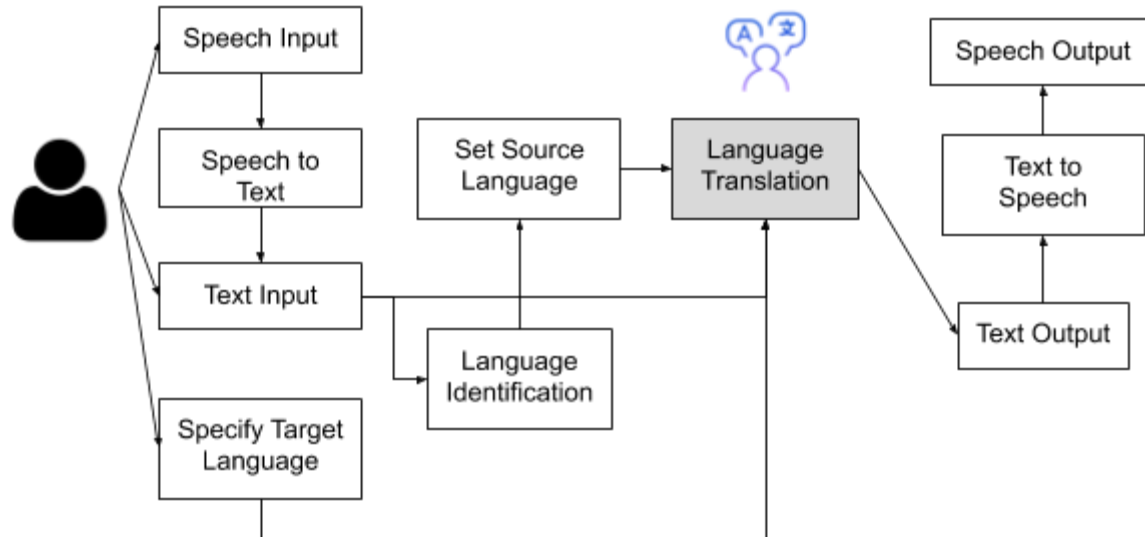 Speech Input
Speech to
Text
Text Input
Specify Target
Language
Set Source
Language
Language
Identification
A 文
Language
Translation
Speech Output
Text to
Speech
Text Output